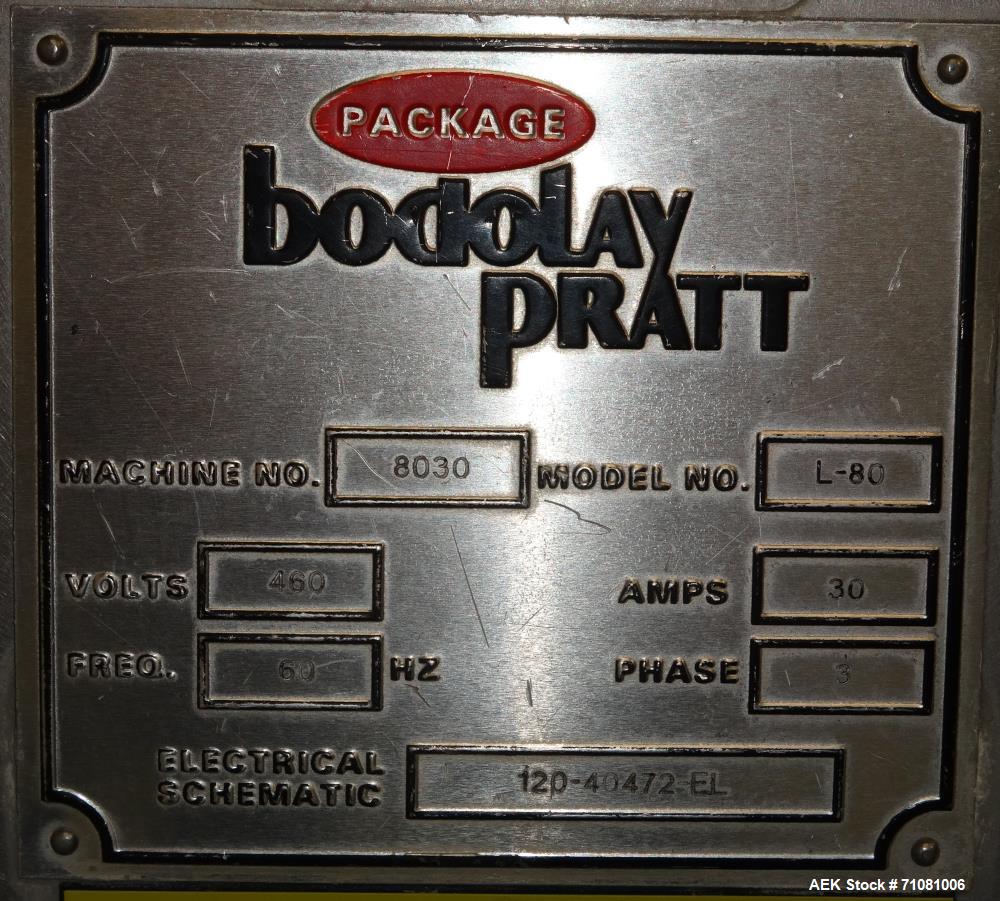 PACKAGE
bodolay
PRATT
MACHINE NO. 8030 MODEL NO. L-80
VOLTS 460 AMPS 30
FREQ. 60 HZ PHASE 3
ELECTRICAL
SCHEMATIC 120-40472-EL
AEK Stock # 71081006